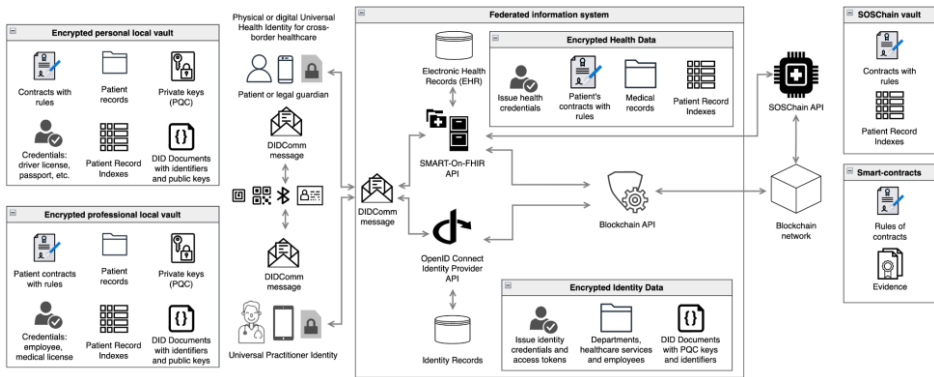 Encrypted personal local vault
Contracts with
rules
Patient
records
Private keys
(PQC)
Credentials:
driver license,
passport, etc.
Patient Record
Indexes
DID Documents
with identifiers
and public keys
Encrypted professional local vault
Patient contracts
with rules
Patient
records
Private keys
(PQC)
Credentials:
employee,
medical license
Patient Record
Indexes
DID Documents
with identifiers
and public keys
Physical or digital Universal
Health Identity for cross-
border healthcare
Patient or legal guardian
DIDComm
message
DIDComm
message
Universal Practitioner Identity
Federated information system
DIDComm
message
Electronic Health
Records (EHR)
SMART-On-FHIR
API
OpenID Connect
Identity Provider
API
Identity Records
Encrypted Health Data
Issue health
credentials
Patient's
contracts with
rules
Medical
records
Patient Record
Indexes
Blockchain API
Encrypted Identity Data
Issue identity
credentials and
access tokens
Departments,
healthcare services
and employees
DID Documents
with PQC keys
and identifiers
SOSChain API
Blockchain
network
SOSChain vault
Contracts with
rules
Patient Record
Indexes
Smart-contracts
Rules of
contracts
Evidence